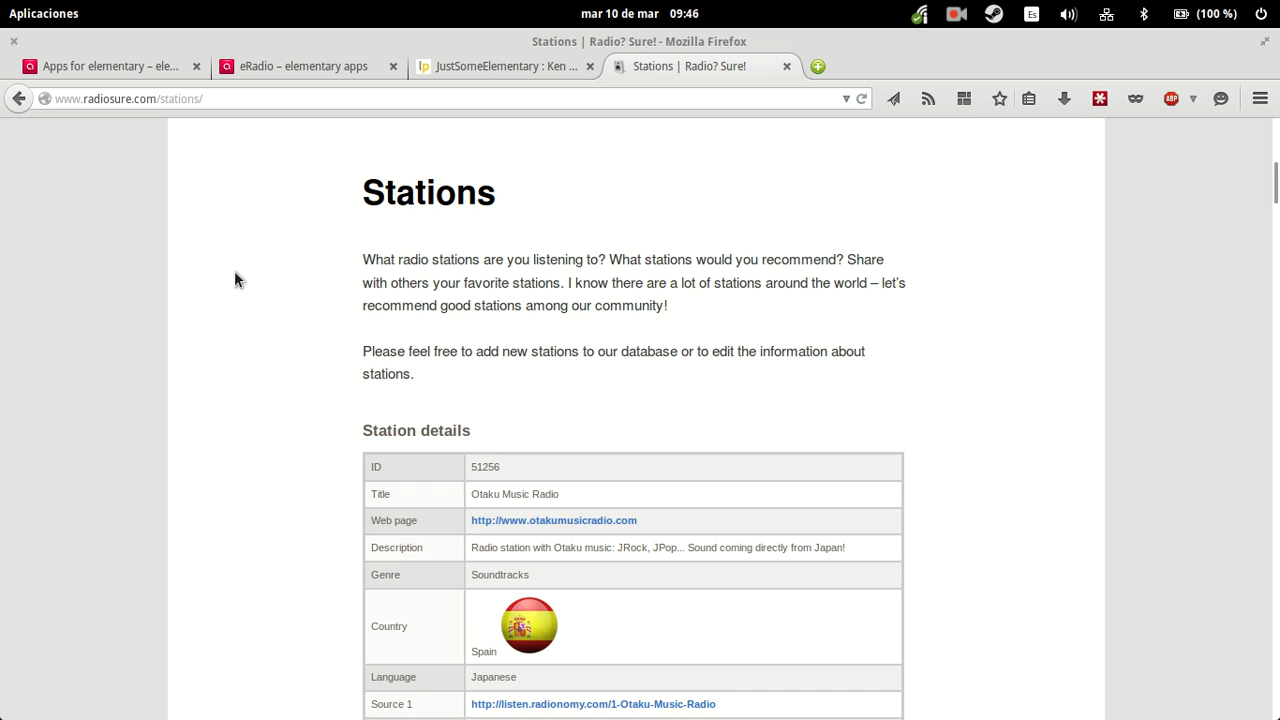 Aplicaciones
mar 10 de mar 09:46
Es
(100 %)
Stations | Radio? Sure! - Mozilla Firefox
Apps for elementary – ele...
eRadio – elementary apps
JustSomeElementary : Ken ...
Stations | Radio? Sure!
www.radiosure.com/stations/
ABP
Stations
What radio stations are you listening to? What stations would you recommend? Share
with others your favorite stations. I know there are a lot of stations around the world – let’s
recommend good stations among our community!
Please feel free to add new stations to our database or to edit the information about
stations.
Station details
ID 51256
Title Otaku Music Radio
Web page http://www.otakumusicradio.com
Description Radio station with Otaku music: JRock, JPop... Sound coming directly from Japan!
Genre Soundtracks
Country Spain
Language Japanese
Source 1 http://listen.radionomy.com/1-Otaku-Music-Radio